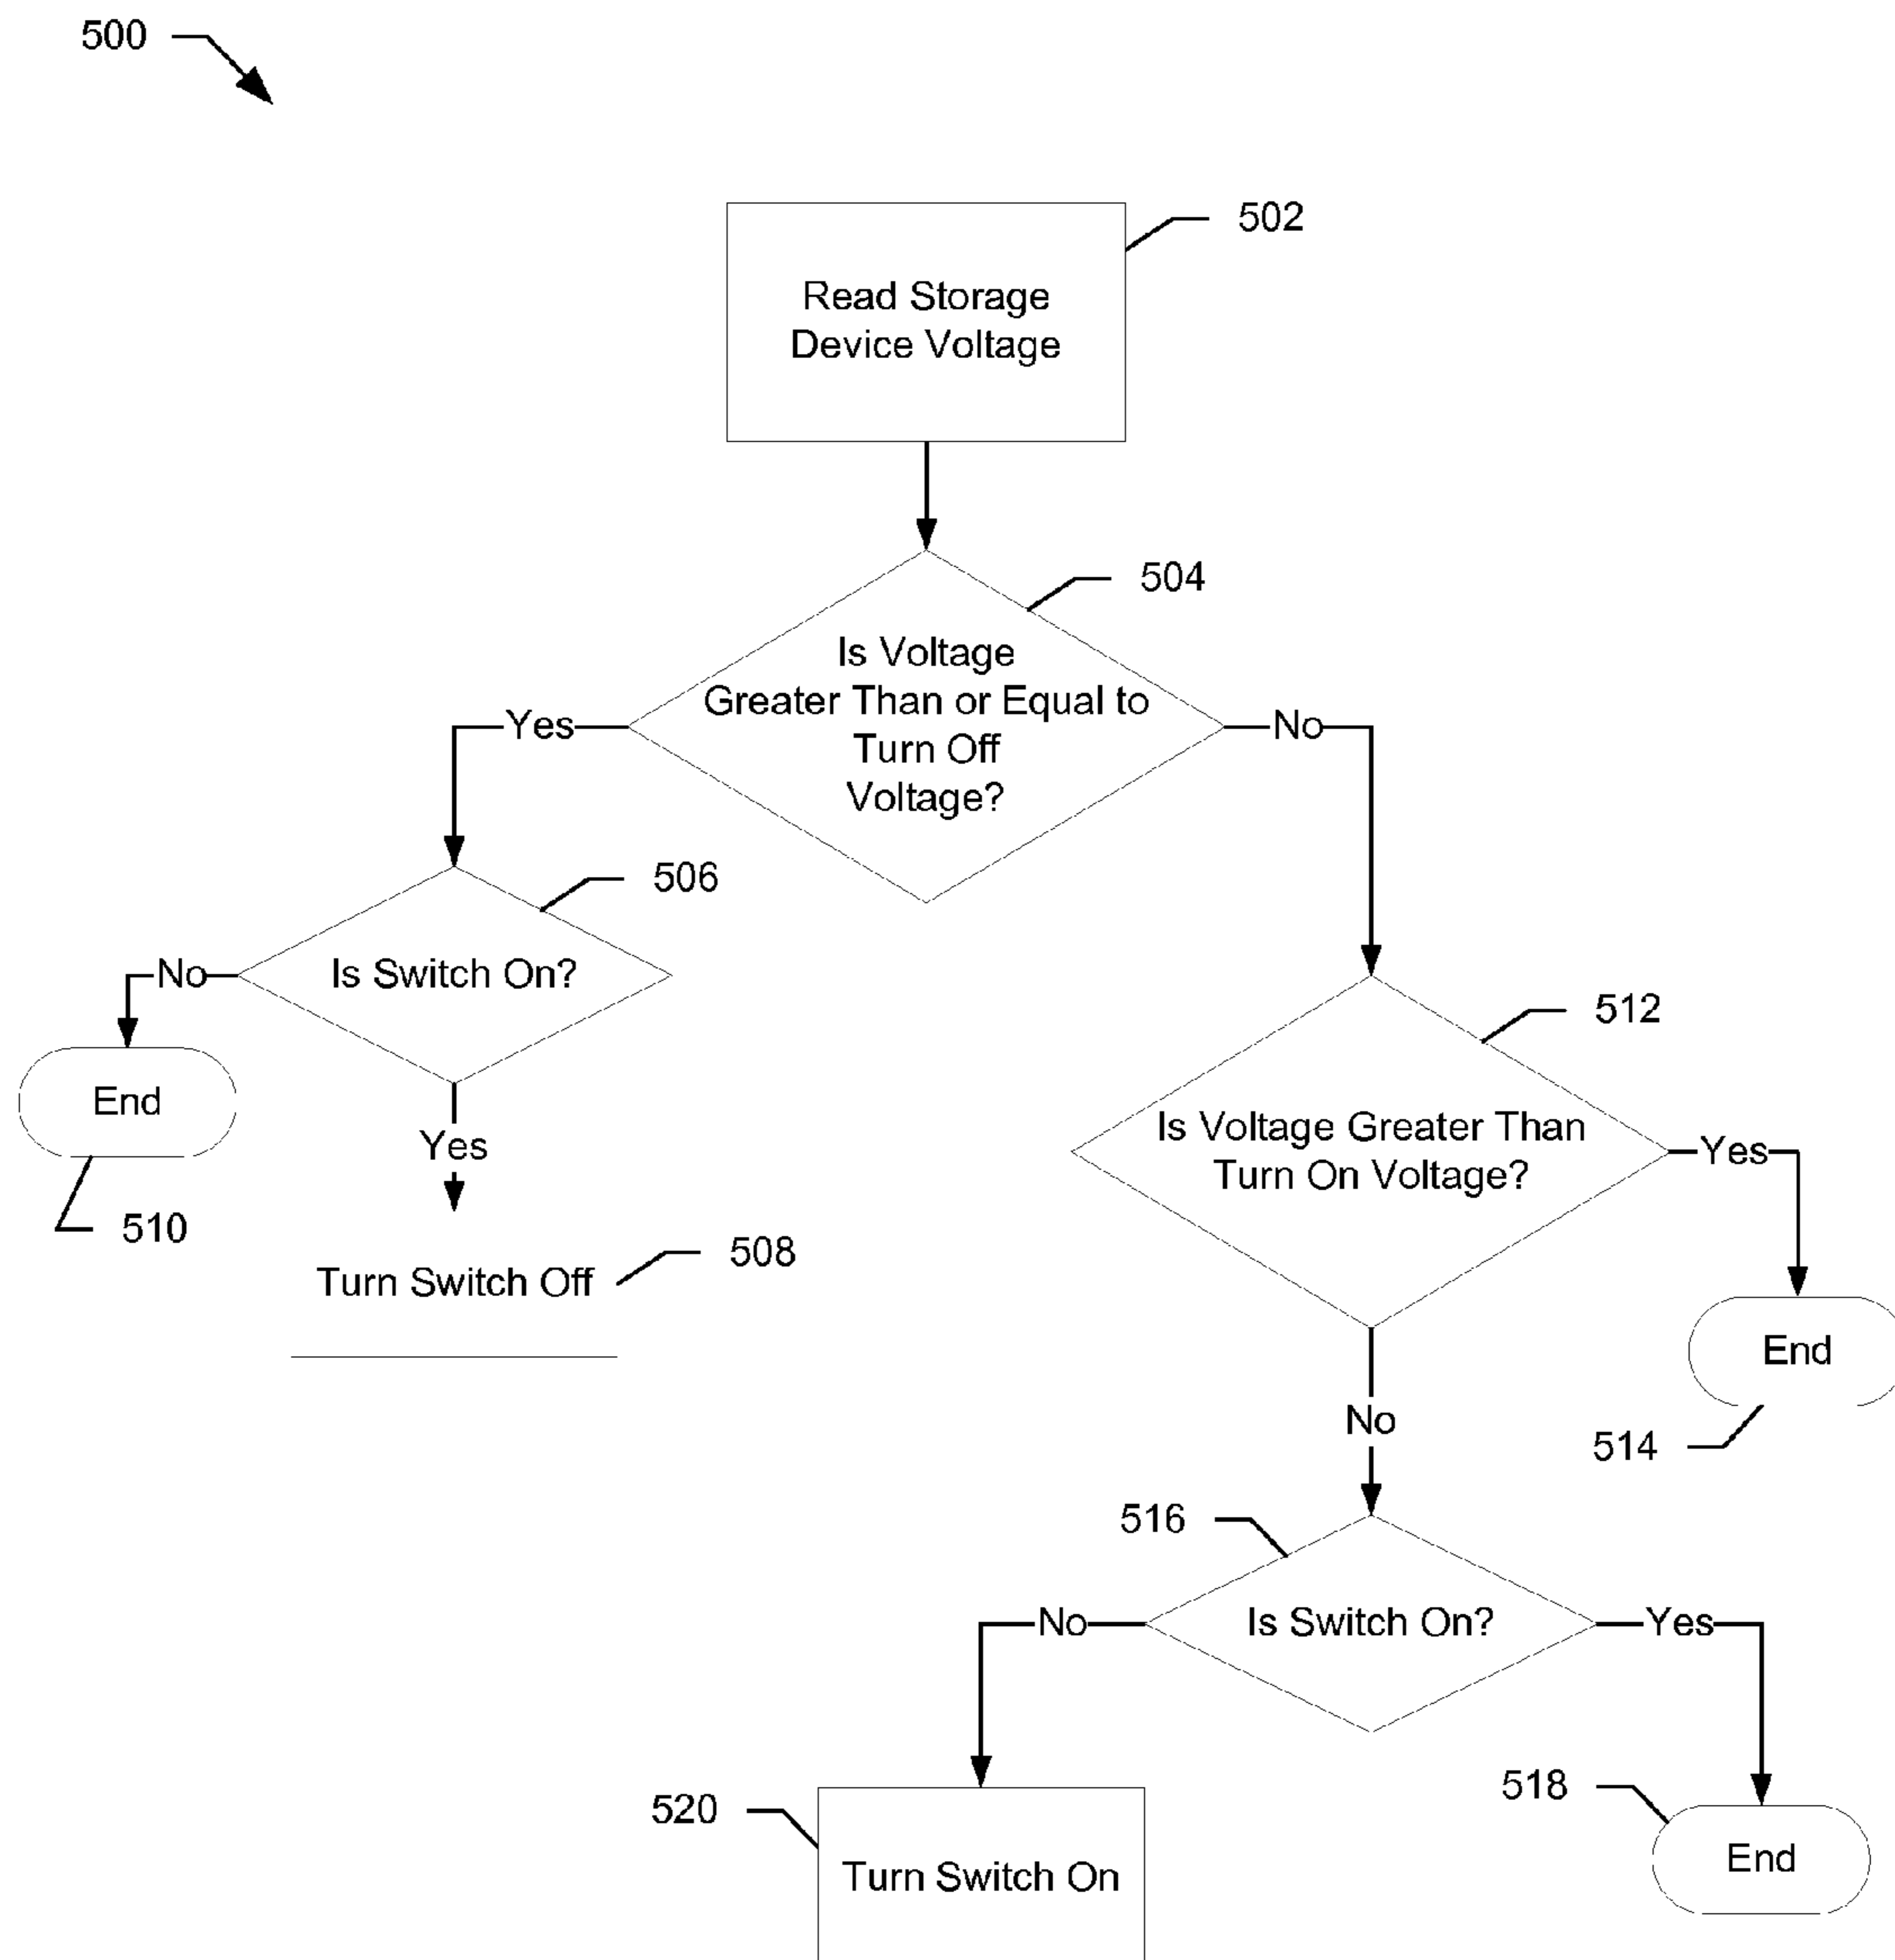 500
502
Read Storage
Device Voltage
504
Is Voltage
Greater Than or Equal to
Turn Off
Voltage?
Yes
No
506
Is Switch On?
No
512
End
Yes
Is Voltage Greater Than
Turn On Voltage?
Yes
510
508
Turn Switch Off
End
No
514
516
Is Switch On?
No
Yes
518
520
End
Turn Switch On